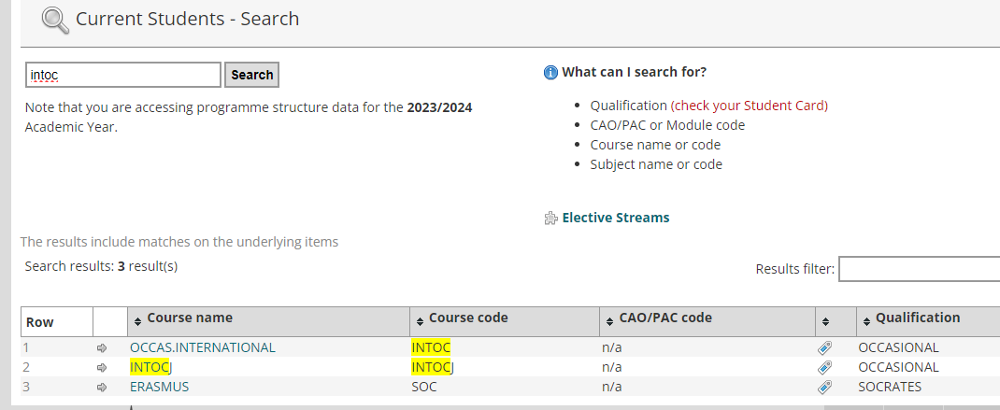 Current Students - Search
intoc Search
Note that you are accessing programme structure data for the 2023/2024
Academic Year.
What can I search for?
Qualification (check your Student Card)
CAO/PAC or Module code
Course name or code
Subject name or code
Elective Streams
The results include matches on the underlying items
Search results: 3 result(s)
Results filter:
Row Course name Course code CAO/PAC code Qualification
1 OCCAS.INTERNATIONAL INTOC n/a OCCASIONAL
2 INTOCJ INTOCJ n/a OCCASIONAL
3 ERASMUS SOC n/a SOCRATES